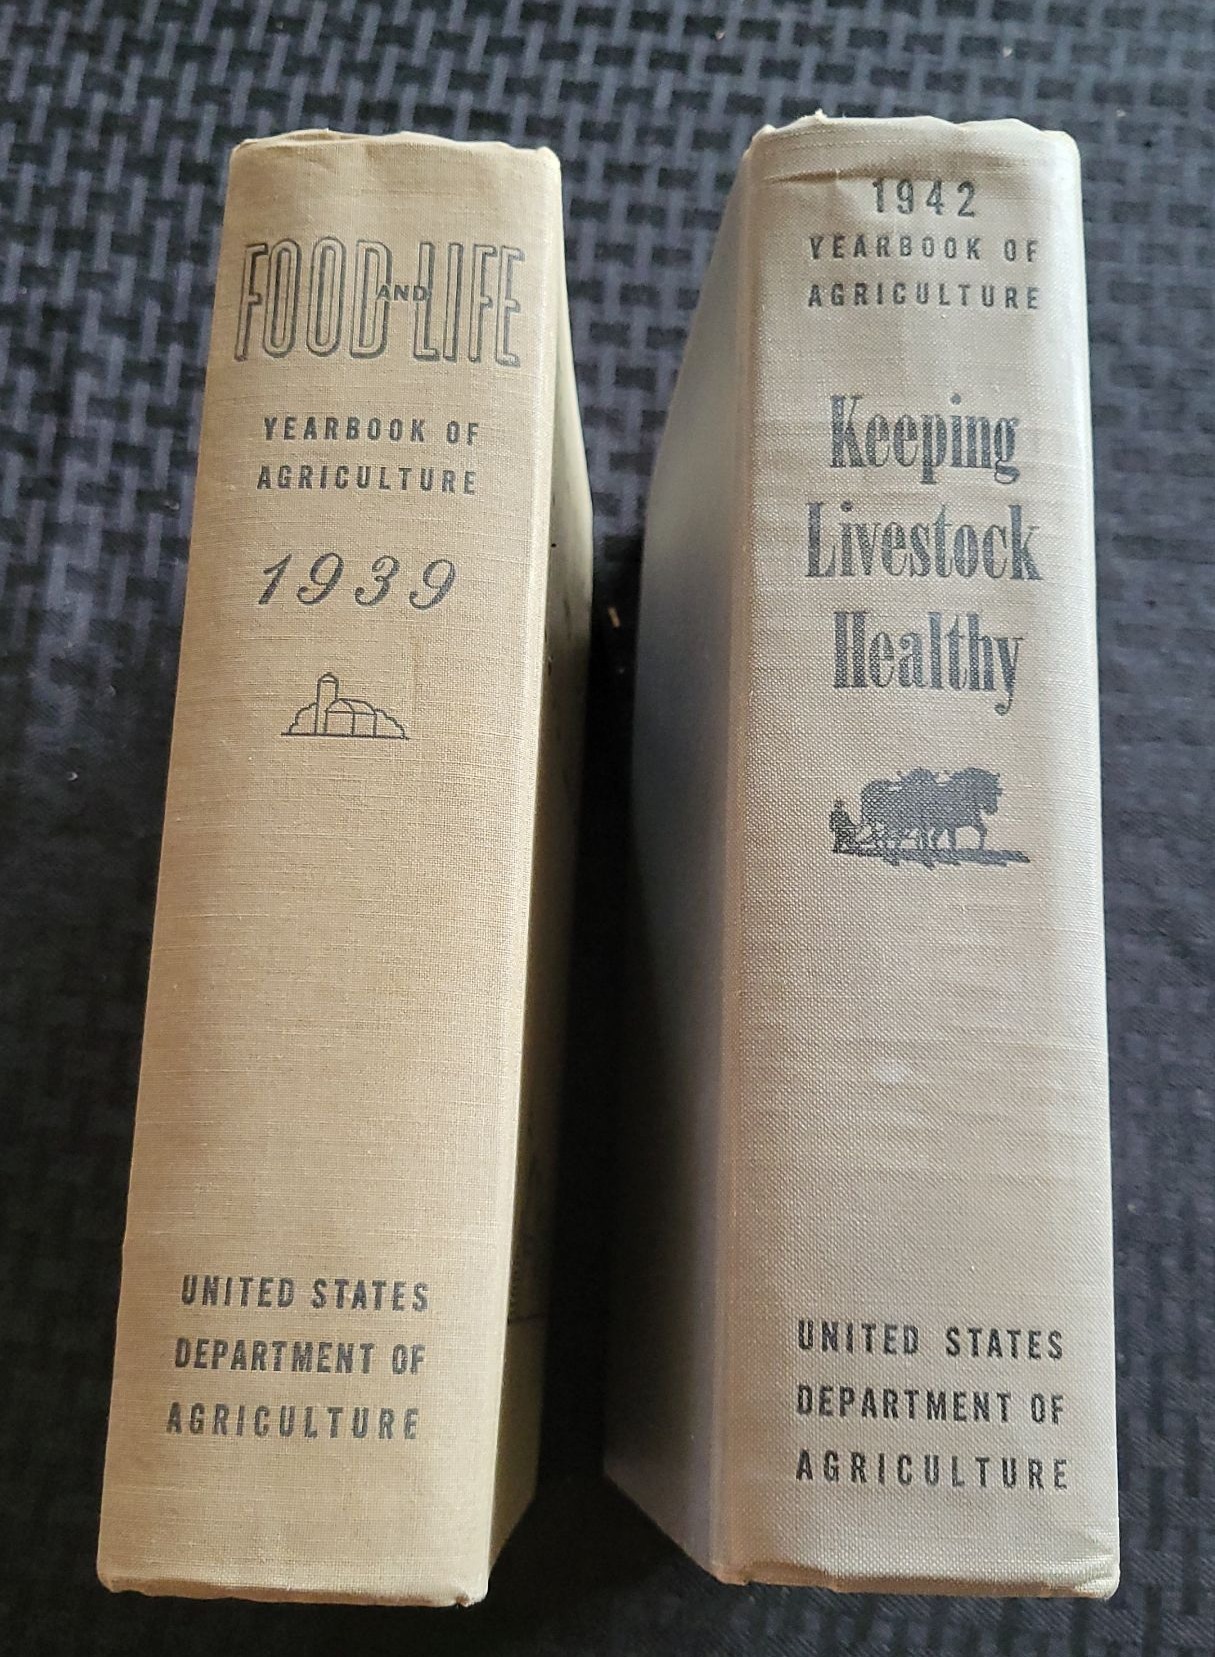 FOOD AND LIFE
YEARBOOK OF
AGRICULTURE
1939
UNITED STATES
DEPARTMENT OF
AGRICULTURE
1942
YEARBOOK OF
AGRICULTURE
Keeping
Livestock
Healthy
UNITED STATES
DEPARTMENT OF
AGRICULTURE